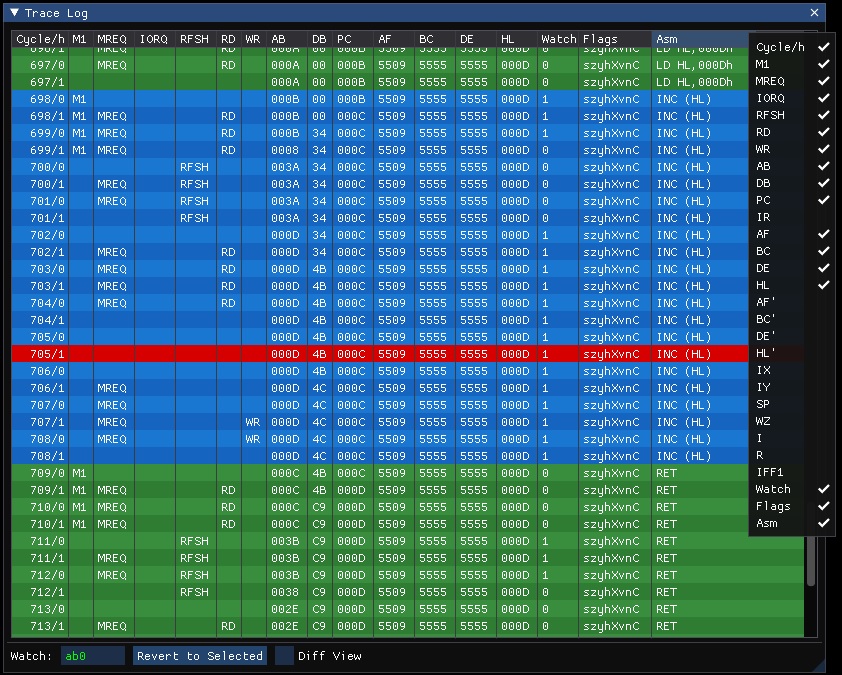 ▼ Trace Log
Cycle/h M1 MREQ IORQ RFSH RD WR AB DB PC AF BC DE HL Watch Flags Asm
696/1 MREQ RD 000A 00 000B 5509 5555 5555 000D 0 szyhXvnC LD HL,000Dh
697/0 MREQ RD 000A 00 000B 5509 5555 5555 000D 0 szyhXvnC LD HL,000Dh
697/1 000A 00 000B 5509 5555 5555 000D 0 szyhXvnC LD HL,000Dh
698/0 M1 000B 00 000B 5509 5555 5555 000D 1 szyhXvnC INC (HL)
698/1 M1 MREQ RD 000B 00 000B 5509 5555 5555 000D 1 szyhXvnC INC (HL)
699/0 M1 MREQ RD 000B 34 000C 5509 5555 5555 000D 1 szyhXvnC INC (HL)
699/1 M1 MREQ RD 0008 34 000C 5509 5555 5555 000D 0 szyhXvnC INC (HL)
700/0 RFSH 003A 34 000C 5509 5555 5555 000D 0 szyhXvnC INC (HL)
700/1 MREQ RFSH 003A 34 000C 5509 5555 5555 000D 0 szyhXvnC INC (HL)
701/0 MREQ RFSH 003A 34 000C 5509 5555 5555 000D 0 szyhXvnC INC (HL)
701/1 RFSH 003A 34 000C 5509 5555 5555 000D 0 szyhXvnC INC (HL)
702/0 000D 34 000C 5509 5555 5555 000D 1 szyhXvnC INC (HL)
702/1 MREQ RD 000D 34 000C 5509 5555 5555 000D 1 szyhXvnC INC (HL)
703/0 MREQ RD 000D 4B 000C 5509 5555 5555 000D 1 szyhXvnC INC (HL)
703/1 MREQ RD 000D 4B 000C 5509 5555 5555 000D 1 szyhXvnC INC (HL)
704/0 MREQ RD 000D 4B 000C 5509 5555 5555 000D 1 szyhXvnC INC (HL)
704/1 000D 4B 000C 5509 5555 5555 000D 1 szyhXvnC INC (HL)
705/0 000D 4B 000C 5509 5555 5555 000D 1 szyhXvnC INC (HL)
705/1 000D 4B 000C 5509 5555 5555 000D 1 szyhXvnC INC (HL)
706/0 000D 4B 000C 5509 5555 5555 000D 1 szyhXvnC INC (HL)
706/1 MREQ 000D 4C 000C 5509 5555 5555 000D 1 szyhXvnC INC (HL)
707/0 MREQ 000D 4C 000C 5509 5555 5555 000D 1 szyhXvnC INC (HL)
707/1 MREQ WR 000D 4C 000C 5509 5555 5555 000D 1 szyhXvnC INC (HL)
708/0 MREQ WR 000D 4C 000C 5509 5555 5555 000D 1 szyhXvnC INC (HL)
708/1 000D 4C 000C 5509 5555 5555 000D 1 szyhXvnC INC (HL)
709/0 M1 000C 4B 000C 5509 5555 5555 000D 0 szyhXvnC RET
709/1 M1 MREQ RD 000C 4B 000D 5509 5555 5555 000D 0 szyhXvnC RET
710/0 M1 MREQ RD 000C C9 000D 5509 5555 5555 000D 0 szyhXvnC RET
710/1 M1 MREQ RD 000C C9 000D 5509 5555 5555 000D 0 szyhXvnC RET
711/0 RFSH 003B C9 000D 5509 5555 5555 000D 1 szyhXvnC RET
711/1 MREQ RFSH 003B C9 000D 5509 5555 5555 000D 1 szyhXvnC RET
712/0 MREQ RFSH 003B C9 000D 5509 5555 5555 000D 1 szyhXvnC RET
712/1 RFSH 0038 C9 000D 5509 5555 5555 000D 0 szyhXvnC RET
713/0 002E C9 000D 5509 5555 5555 000D 0 szyhXvnC RET
713/1 MREQ RD 002E C9 000D 5509 5555 5555 000D 0 szyhXvnC RET
Watch: ab0 Revert to Selected Diff View
Cycle/h ✓
M1 ✓
MREQ ✓
IORQ ✓
RFSH ✓
RD ✓
WR ✓
AB ✓
DB ✓
PC ✓
IR
AF ✓
BC ✓
DE ✓
HL ✓
AF'
BC'
DE'
HL'
IX
IY
SP
WZ
I
R
IFF1
Watch ✓
Flags ✓
Asm ✓